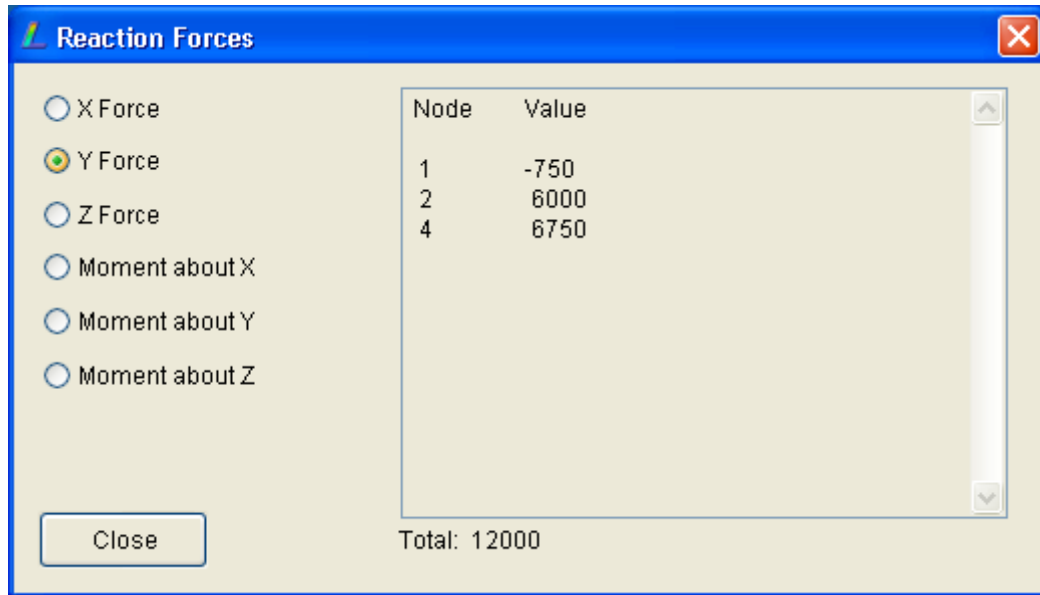 Reaction Forces
X Force
Y Force
Z Force
Moment about X
Moment about Y
Moment about Z
Node Value
1 -750
2 6000
4 6750
Close
Total: 12000